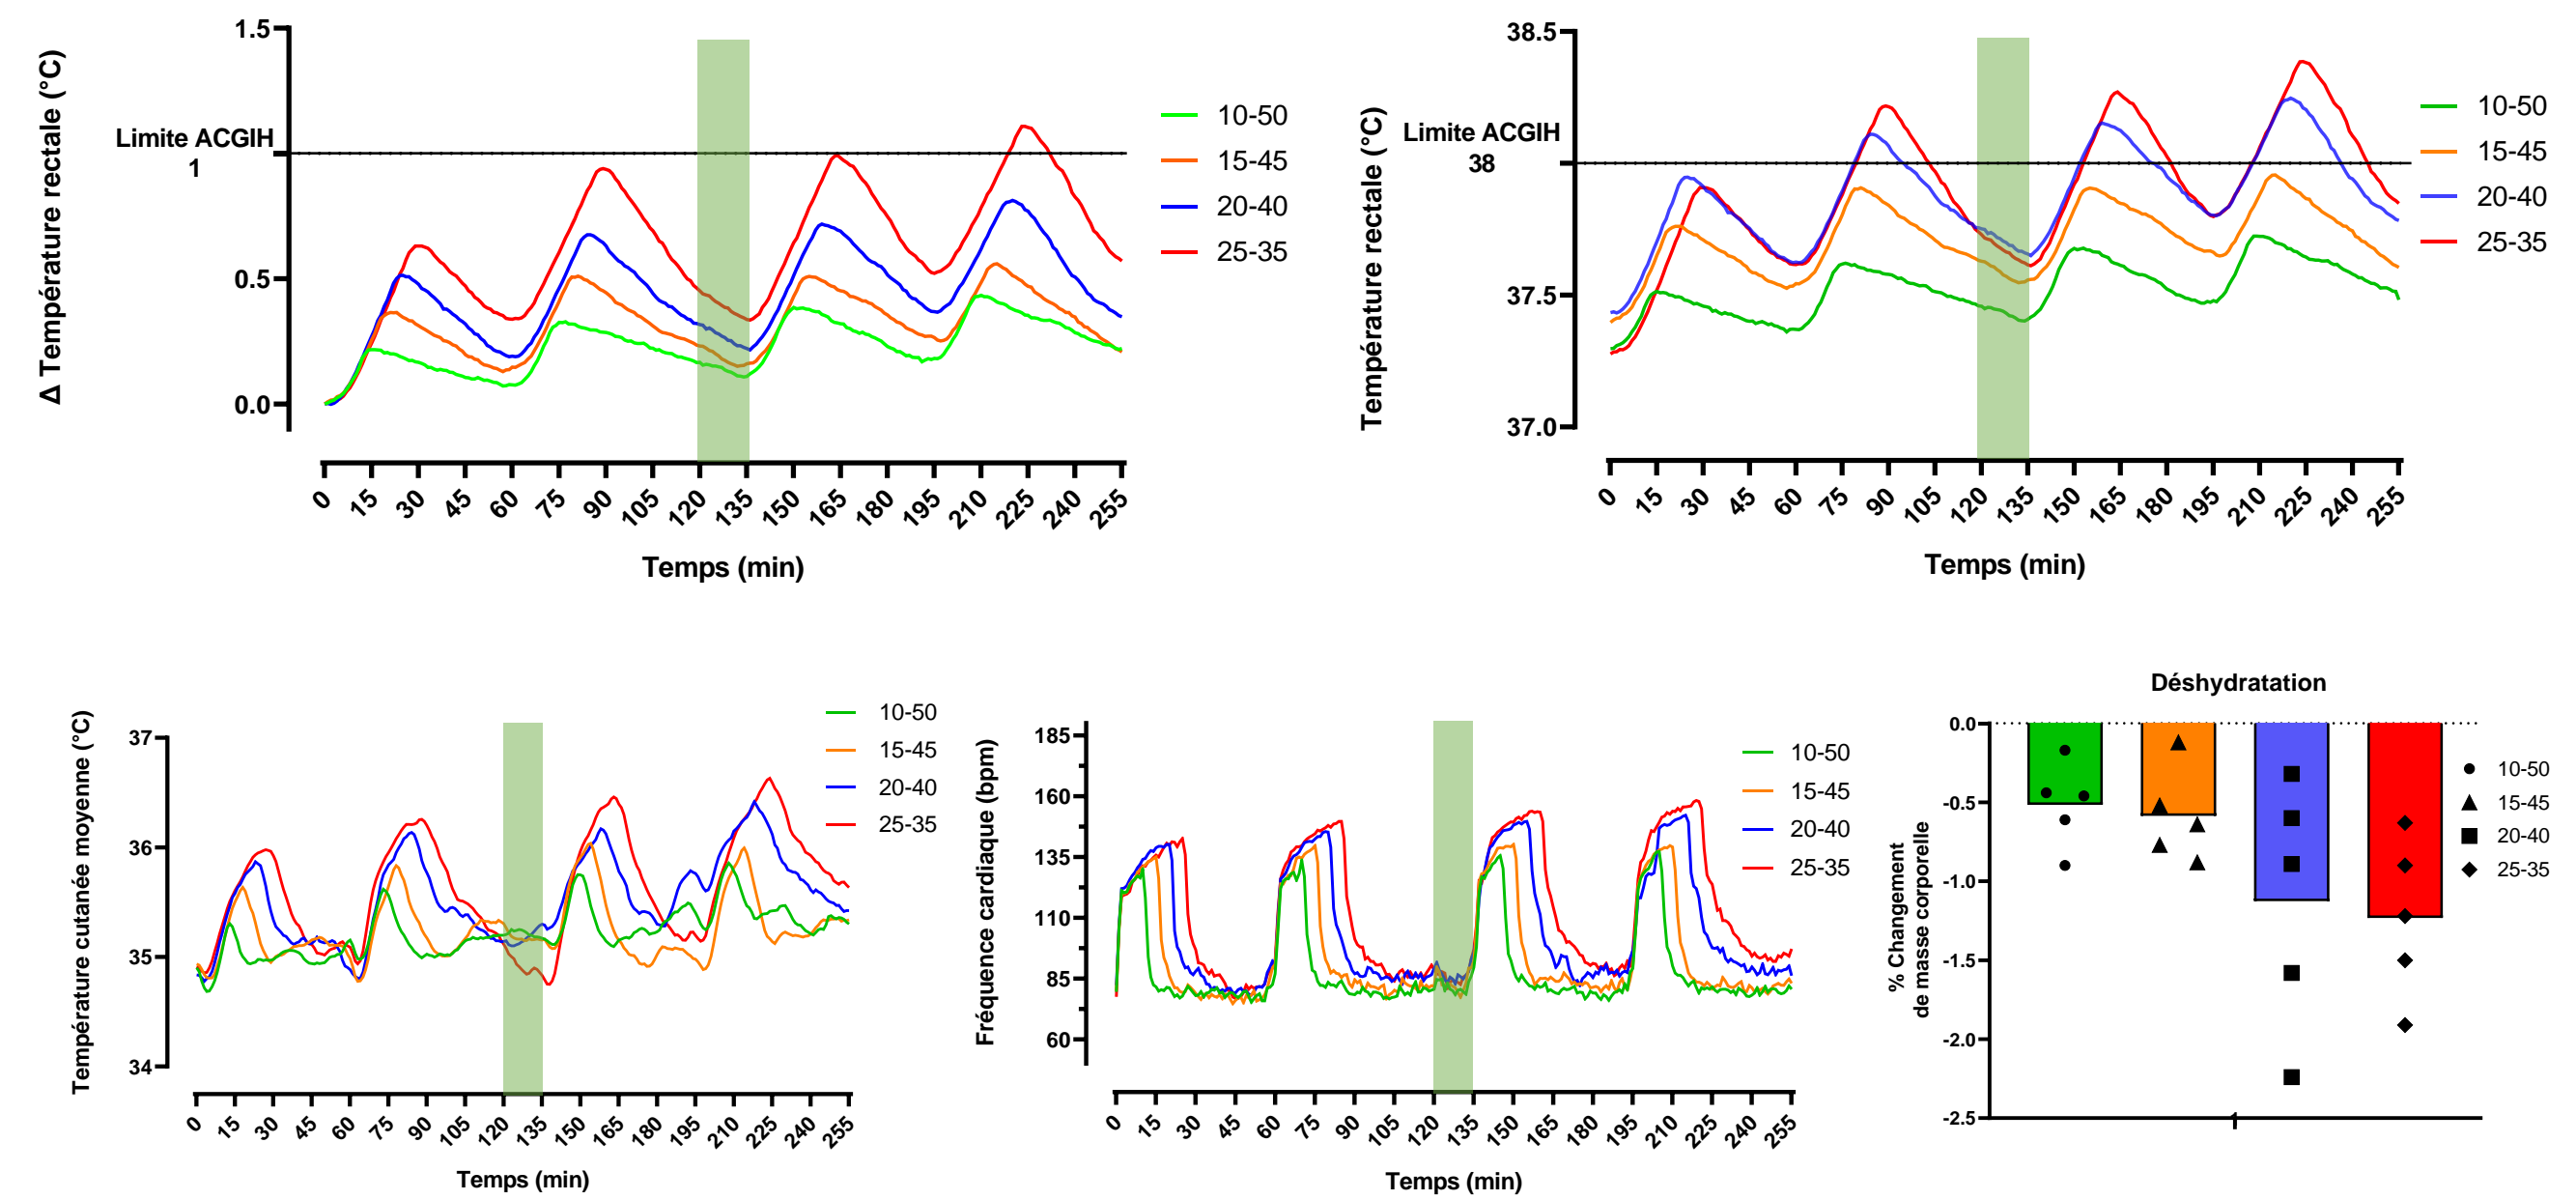 Δ Température rectale (°C)
1.5
Limite ACGIH
1
0.5
0.0
0 15 30 45 60 75 90 105 120 135 150 165 180 195 210 225 240 255
Temps (min)
10-50
15-45
20-40
25-35
Température rectale (°C)
38.5
Limite ACGIH
38
37.5
37.0
0 15 30 45 60 75 90 105 120 135 150 165 180 195 210 225 240 255
Temps (min)
10-50
15-45
20-40
25-35
Température cutanée moyenne (°C)
37
36
35
34
0 15 30 45 60 75 90 105 120 135 150 165 180 195 210 225 240 255
Temps (min)
10-50
15-45
20-40
25-35
Fréquence cardiaque (bpm)
185
160
135
110
85
60
0 15 30 45 60 75 90 105 120 135 150 165 180 195 210 225 240 255
Temps (min)
10-50
15-45
20-40
25-35
Déshydratation
% Changement
de masse corporelle
0.0
-0.5
-1.0
-1.5
-2.0
-2.5
1
10-50
15-45
20-40
25-35